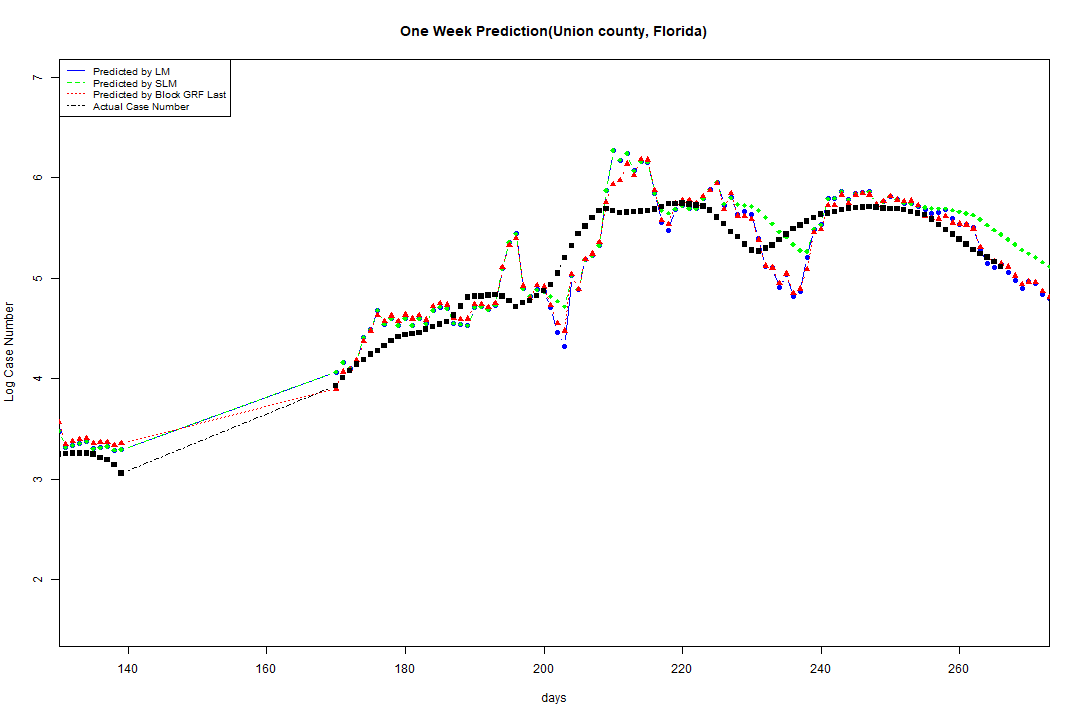 One Week Prediction(Union county, Florida)
Predicted by LM
Predicted by SLM
Predicted by Block GRF Last
Actual Case Number
7
6
5
4
3
2
Log Case Number
140 160 180 200 220 240 260
days